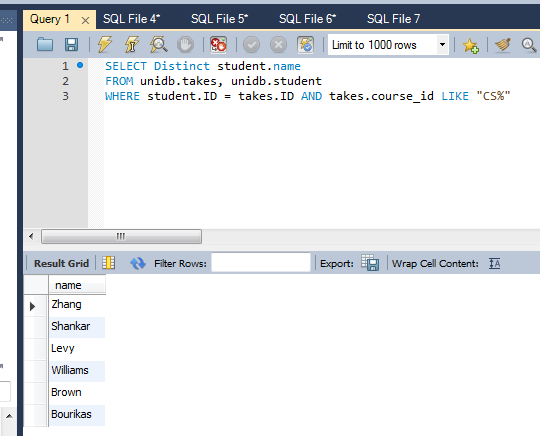 Query 1 × SQL File 4* SQL File 5* SQL File 6* SQL File 7
Limit to 1000 rows
1 SELECT Distinct student.name
2 FROM unidb.takes, unidb.student
3 WHERE student.ID = takes.ID AND takes.course_id LIKE "CS%"
Result Grid Filter Rows: Export: Wrap Cell Content:
name
Zhang
Shankar
Levy
Williams
Brown
Bourikas